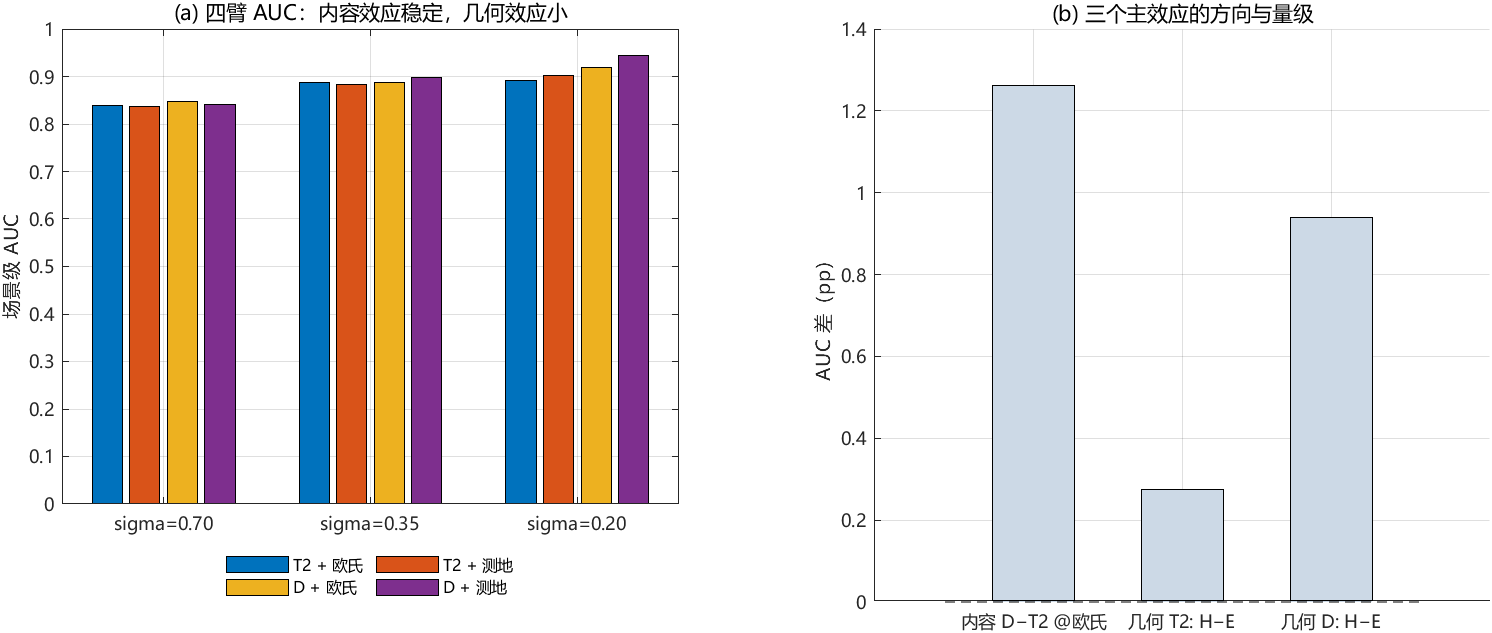 (a) 四臂 AUC：内容效应稳定，几何效应小
场景级 AUC
1
0.9
0.8
0.7
0.6
0.5
0.4
0.3
0.2
0.1
0
sigma=0.70
sigma=0.35
sigma=0.20
T2 + 欧氏
T2 + 测地
D + 欧氏
D + 测地
(b) 三个主效应的方向与量级
AUC 差（pp）
1.4
1.2
1
0.8
0.6
0.4
0.2
0
内容 D−T2 @欧氏
几何 T2: H−E
几何 D: H−E